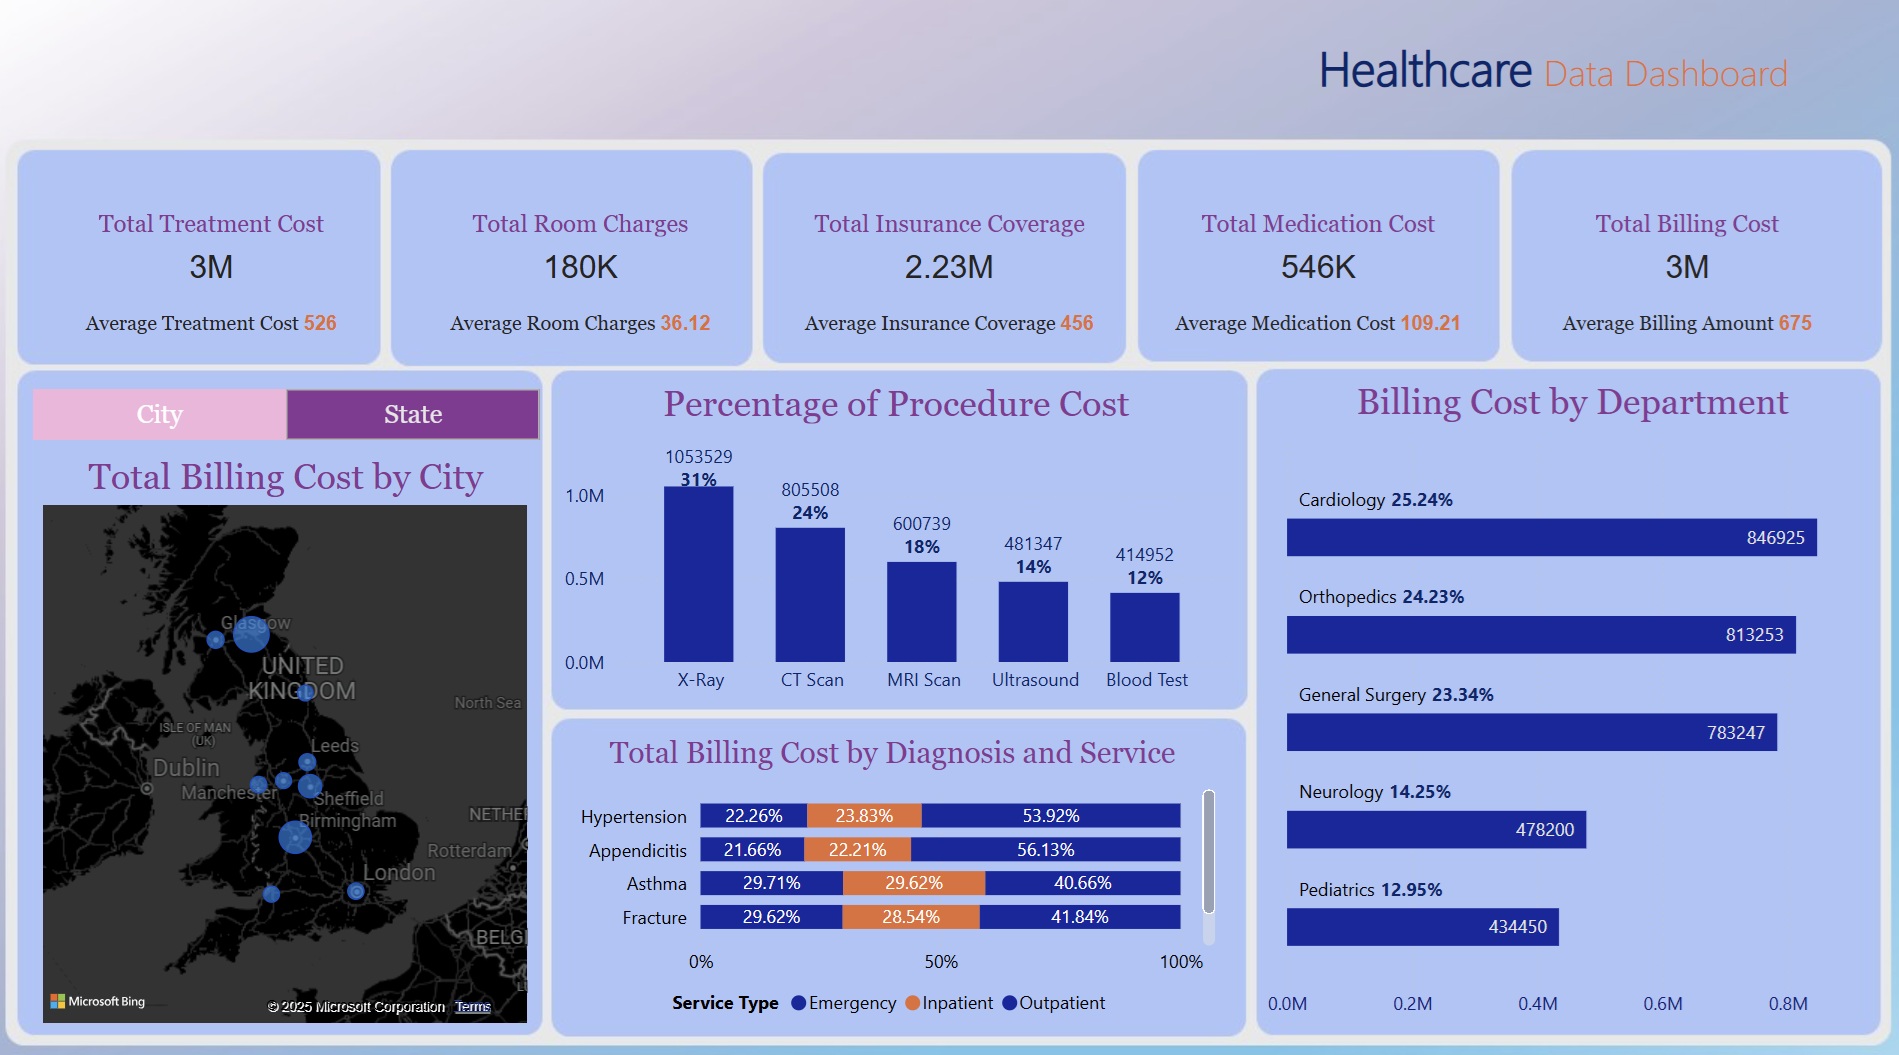 Healthcare Data Dashboard
Total Treatment Cost
3M
Average Treatment Cost 526
Total Room Charges
180K
Average Room Charges 36.12
Total Insurance Coverage
2.23M
Average Insurance Coverage 456
Total Medication Cost
546K
Average Medication Cost 109.21
Total Billing Cost
3M
Average Billing Amount 675
City
State
Total Billing Cost by City
Glasgow
UNITED
KINGDOM
North Sea
ISLE OF MAN
(UK)
Leeds
Dublin
Manchester
Sheffield
Birmingham
NETHE
Rotterdam
London
BELGI
Microsoft Bing
© 2025 Microsoft Corporation Terms
Percentage of Procedure Cost
1.0M
0.5M
0.0M
1053529
31%
805508
24%
600739
18%
481347
14%
414952
12%
X-Ray
CT Scan
MRI Scan
Ultrasound
Blood Test
Total Billing Cost by Diagnosis and Service
Hypertension 22.26% 23.83% 53.92%
Appendicitis 21.66% 22.21% 56.13%
Asthma 29.71% 29.62% 40.66%
Fracture 29.62% 28.54% 41.84%
0% 50% 100%
Service Type Emergency Inpatient Outpatient
Billing Cost by Department
Cardiology 25.24%
846925
Orthopedics 24.23%
813253
General Surgery 23.34%
783247
Neurology 14.25%
478200
Pediatrics 12.95%
434450
0.0M 0.2M 0.4M 0.6M 0.8M